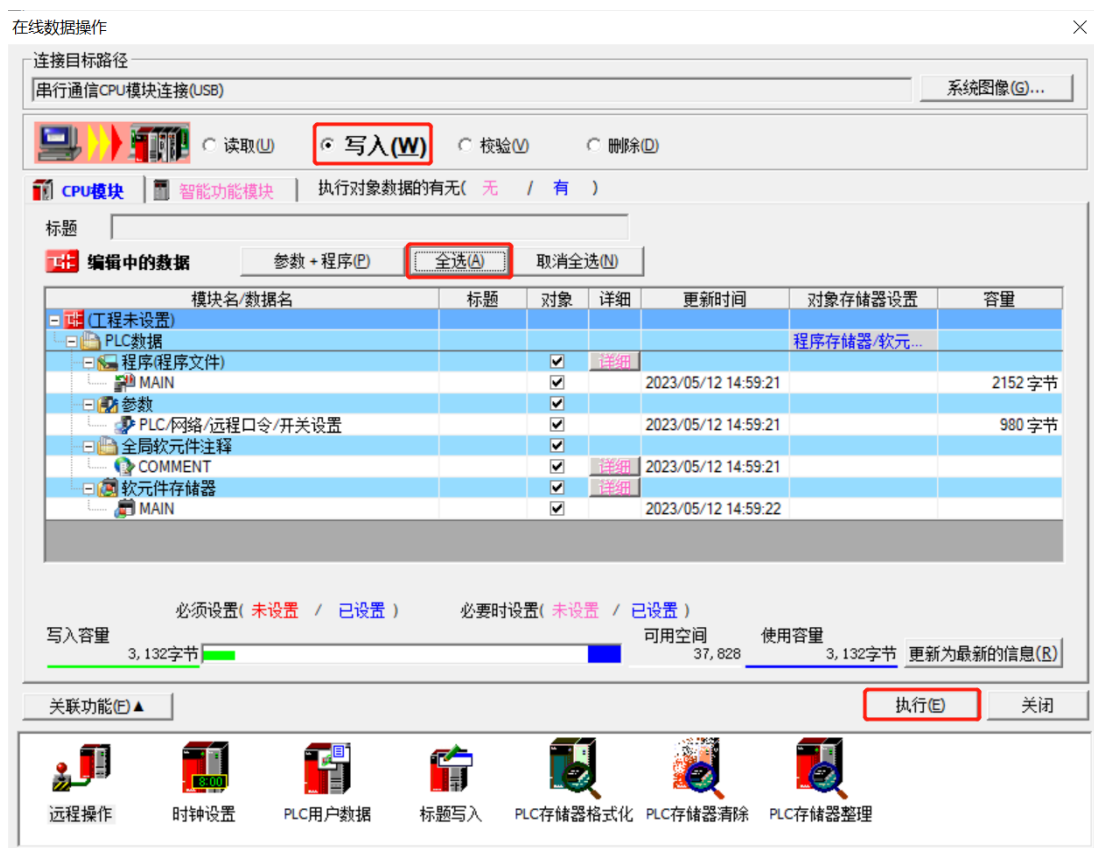 在线数据操作
连接目标路径
串行通信CPU模块连接(USB)
系统图像(G)...
读取(U) 写入(W) 校验(V) 删除(D)
CPU模块 智能功能模块 执行对象数据的有无( 无 / 有 )
标题
编辑中的数据 参数+程序(P) 全选(A) 取消全选(N)
模块名/数据名 标题 对象 详细 更新时间 对象存储器设置 容量
(工程未设置)
PLC数据 程序存储器/软元...
程序(程序文件) 详细
MAIN 2023/05/12 14:59:21 2152 字节
参数
PLC/网络/远程口令/开关设置 2023/05/12 14:59:21 980 字节
全局软元件注释
COMMENT 详细 2023/05/12 14:59:21
软元件存储器 详细
MAIN 2023/05/12 14:59:22
必须设置( 未设置 / 已设置 ) 必要时设置( 未设置 / 已设置 )
写入容量 可用空间 使用容量
3,132字节 37,828 3,132字节 更新为最新的信息(R)
关联功能(F)▲ 执行(E) 关闭
8:00
远程操作 时钟设置 PLC用户数据 标题写入 PLC存储器格式化 PLC存储器清除 PLC存储器整理